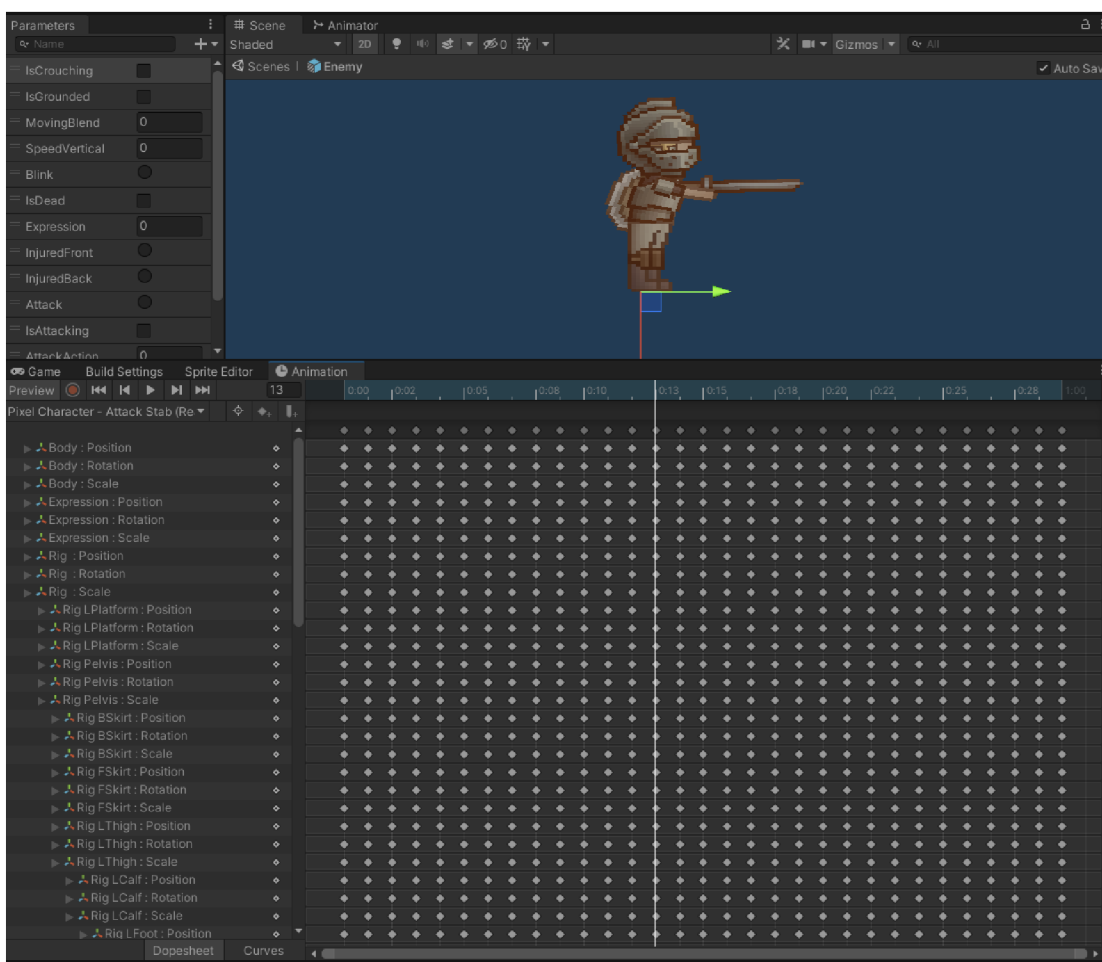 Parameters
Name
IsCrouching
IsGrounded
MovingBlend 0
SpeedVertical 0
Blink
IsDead
Expression 0
InjuredFront
InjuredBack
Attack
IsAttacking
AttackAction 0
Scene Animator
Shaded 2D 0 Gizmos All
Scenes | Enemy Auto Sav
Game Build Settings Sprite Editor Animation
Preview 13 0:00 0:02 0:05 0:08 0:10 0:13 0:15 0:18 0:20 0:22 0:25 0:28 1:00
Pixel Character - Attack Stab (Re
Body : Position
Body : Rotation
Body : Scale
Expression : Position
Expression : Rotation
Expression : Scale
Rig : Position
Rig : Rotation
Rig : Scale
Rig LPlatform : Position
Rig LPlatform : Rotation
Rig LPlatform : Scale
Rig Pelvis : Position
Rig Pelvis : Rotation
Rig Pelvis : Scale
Rig BSkirt : Position
Rig BSkirt : Rotation
Rig BSkirt : Scale
Rig FSkirt : Position
Rig FSkirt : Rotation
Rig FSkirt : Scale
Rig LThigh : Position
Rig LThigh : Rotation
Rig LThigh : Scale
Rig LCalf : Position
Rig LCalf : Rotation
Rig LCalf : Scale
Rig LFoot : Position
Dopesheet Curves